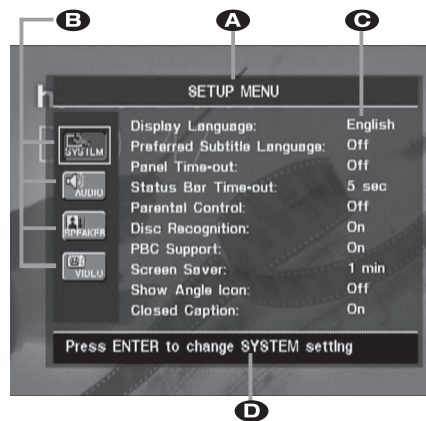 B A C
h
SETUP MENU
SYSTEM
AUDIO
SPEAKER
VIDEO
Display Language: English
Preferred Subtitle Language: Off
Panel Time-out: Off
Status Bar Time-out: 5 sec
Parental Control: Off
Disc Recognition: On
PBC Support: On
Screen Saver: 1 min
Show Angle Icon: Off
Closed Caption: On
Press ENTER to change SYSTEM setting
D